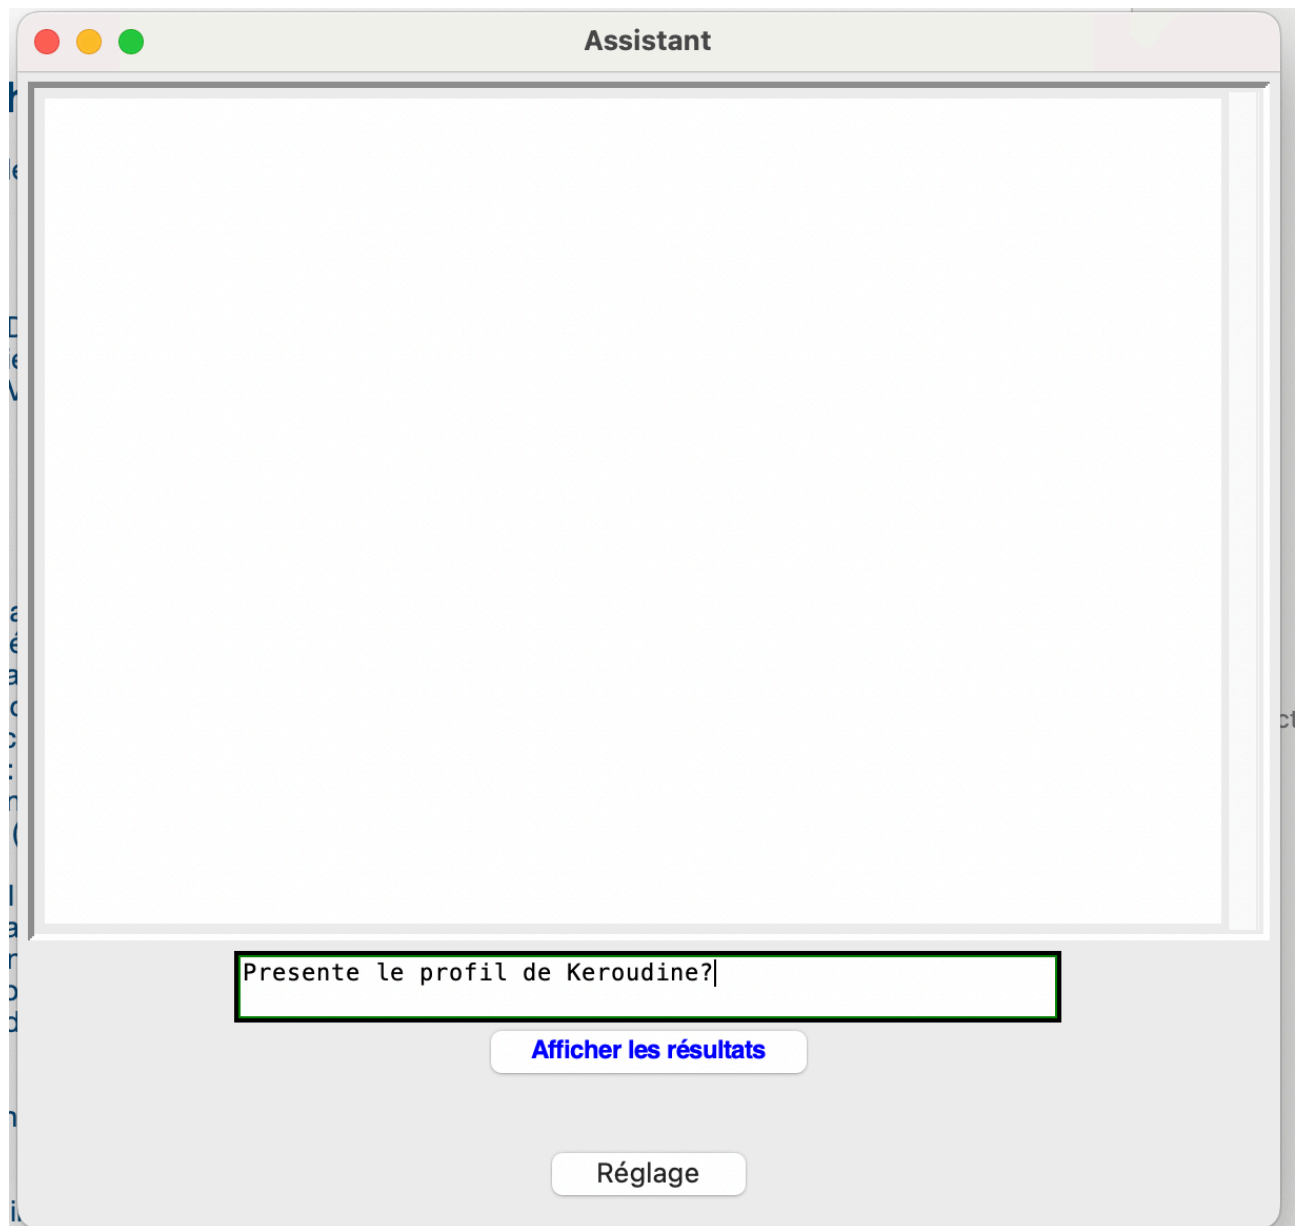 Assistant
Presente le profil de Keroudine?
Afficher les résultats
Réglage